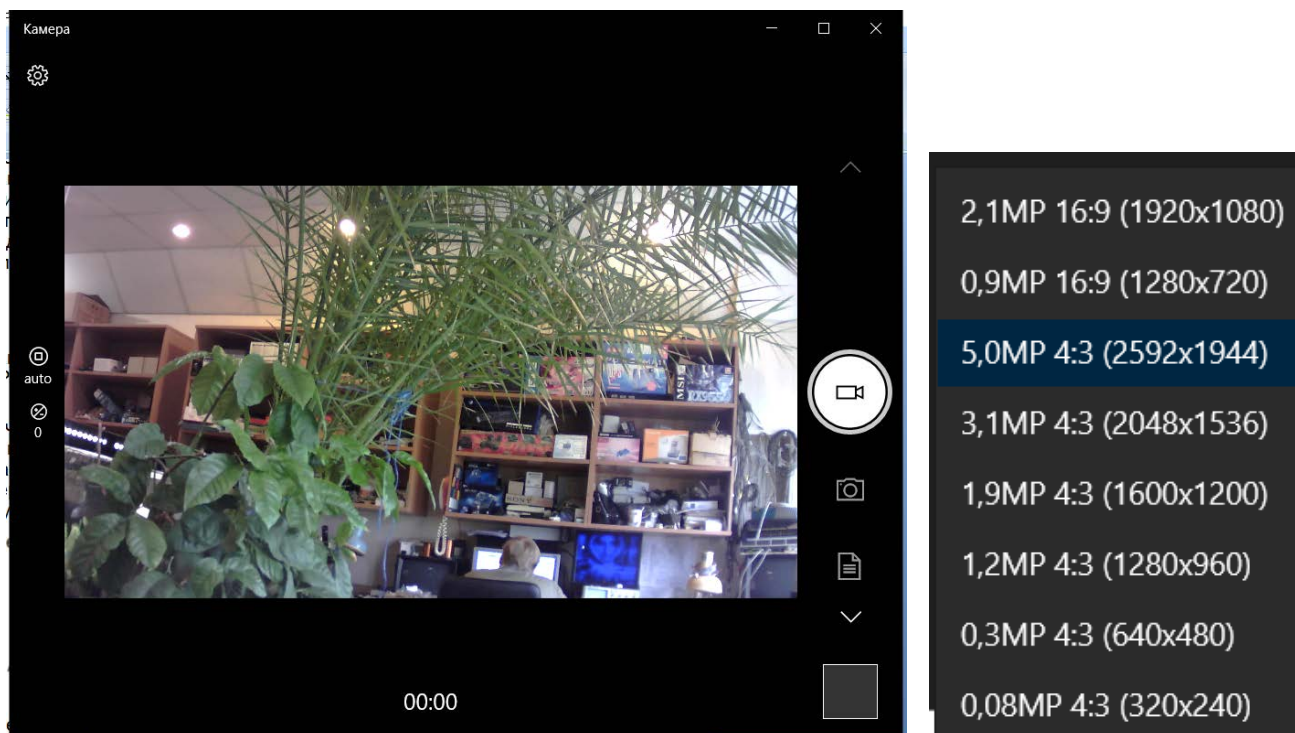 Камера
auto
0
MSI
RX9550
00:00
2,1MP 16:9 (1920x1080)
0,9MP 16:9 (1280x720)
5,0MP 4:3 (2592x1944)
3,1MP 4:3 (2048x1536)
1,9MP 4:3 (1600x1200)
1,2MP 4:3 (1280x960)
0,3MP 4:3 (640x480)
0,08MP 4:3 (320x240)